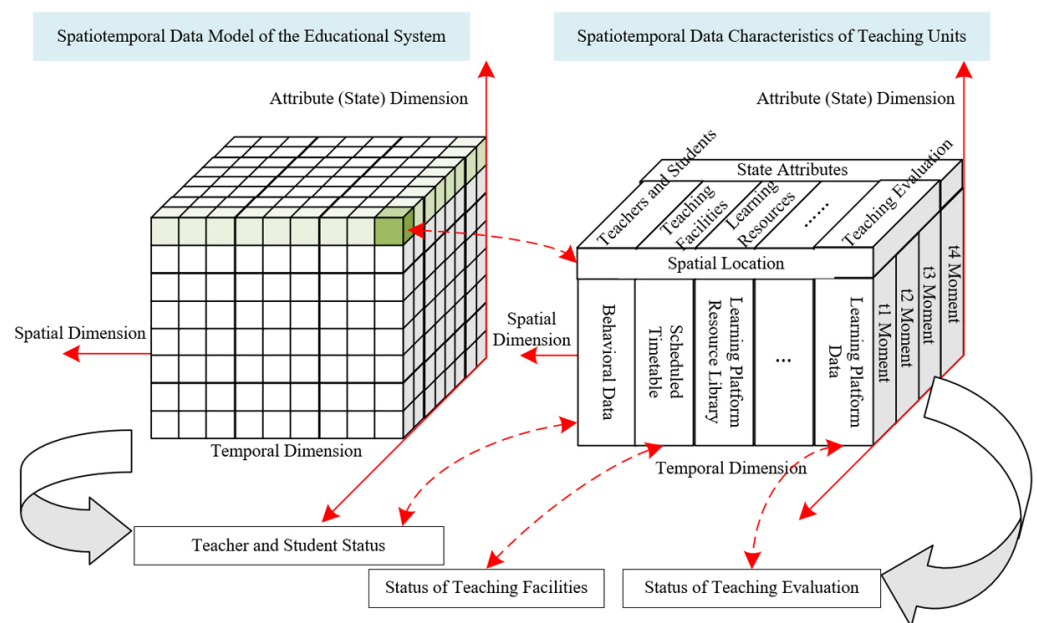 Spatiotemporal Data Model of the Educational System
Spatiotemporal Data Characteristics of Teaching Units
Attribute (State) Dimension
Attribute (State) Dimension
State Attributes
Teachers and Students
Teaching
Facilities
Learning
Resources
......
Teaching Evaluation
Spatial Location
Spatial Dimension
Spatial
Dimension
Behavioral Data
Scheduled
Timetable
Learning Platform
Resource Library
...
Learning Platform
Data
t1 Moment
t2 Moment
t3 Moment
t4 Moment
Temporal Dimension
Temporal Dimension
Teacher and Student Status
Status of Teaching Facilities
Status of Teaching Evaluation